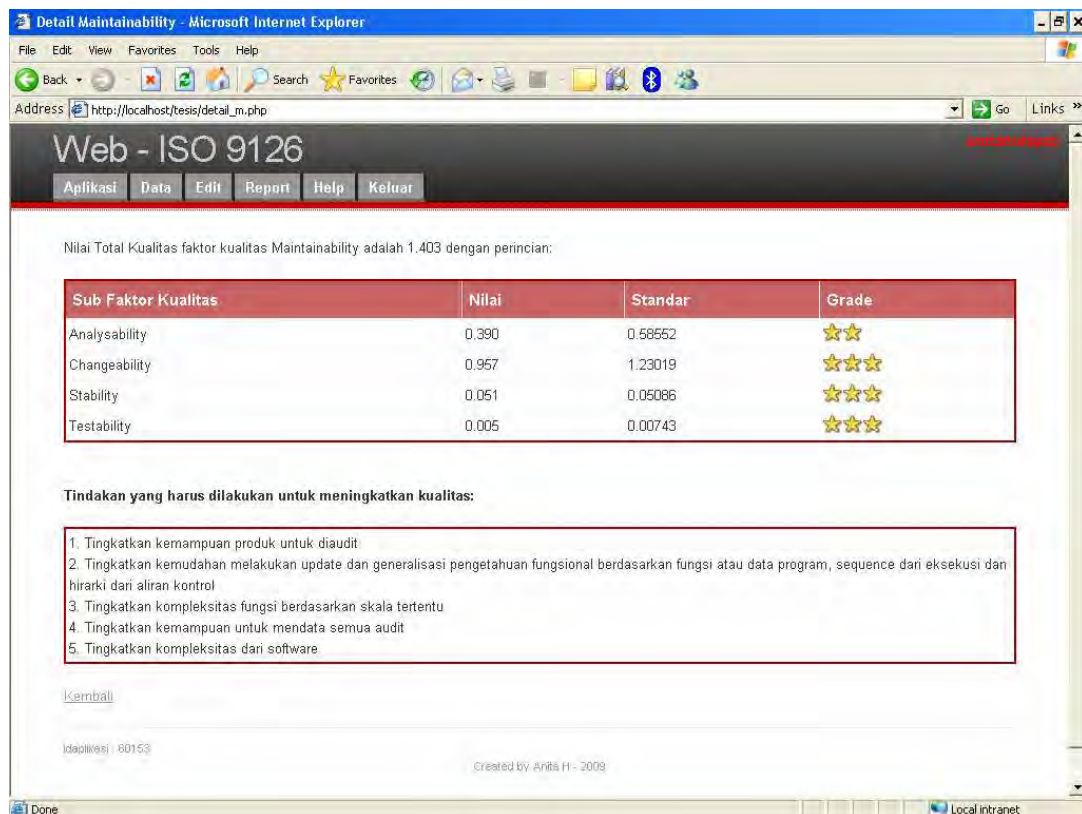 Detail Maintainability - Microsoft Internet Explorer
File Edit View Favorites Tools Help
Back Search Favorites
Address http://localhost/tesis/detail_m.php Go Links »
Web - ISO 9126
Aplikasi Data Edit Report Help Keluar
Nilai Total Kualitas faktor kualitas Maintainability adalah 1.403 dengan perincian:
Sub Faktor Kualitas Nilai Standar Grade
Analysability 0.390 0.58552
Changeability 0.957 1.23019
Stability 0.051 0.05086
Testability 0.005 0.00743
Tindakan yang harus dilakukan untuk meningkatkan kualitas:
1. Tingkatkan kemampuan produk untuk diaudit
2. Tingkatkan kemudahan melakukan update dan generalisasi pengetahuan fungsional berdasarkan fungsi atau data program, sequence dari eksekusi dan
hirarki dari aliran kontrol
3. Tingkatkan kompleksitas fungsi berdasarkan skala tertentu
4. Tingkatkan kemampuan untuk mendata semua audit
5. Tingkatkan kompleksitas dari software
Kembali
idaplikasi : 60153
Created by Anita H - 2009
Done Local intranet